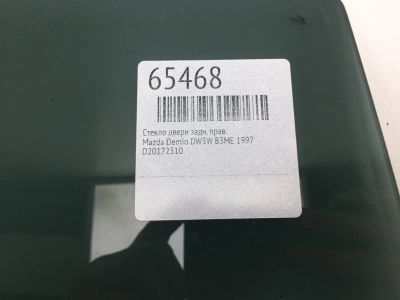 65468
Стекло двери задн. прав.
Mazda Demio DW3W B3ME 1997
D20172510